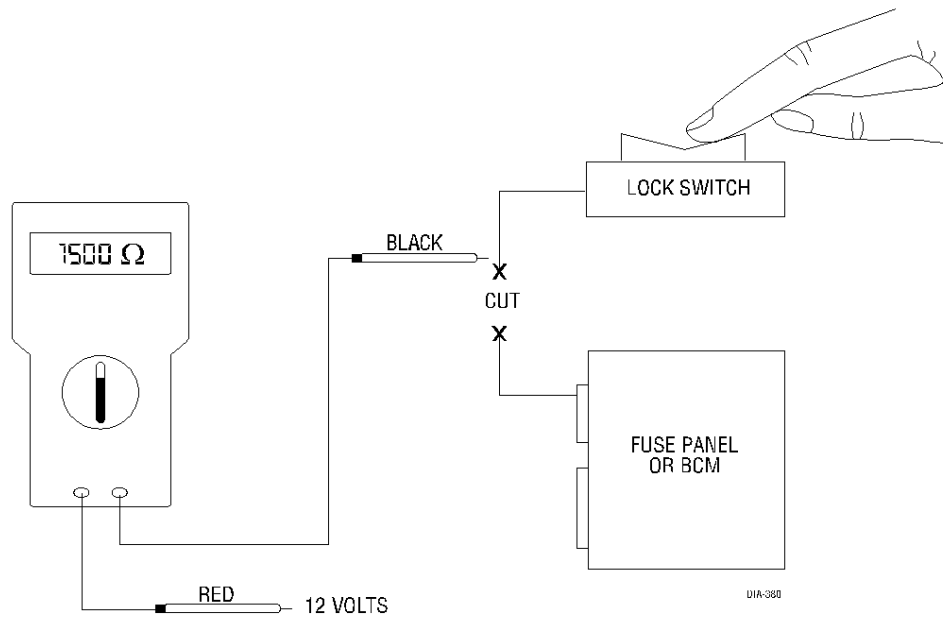 LOCK SWITCH
BLACK
1500 Ω
X
CUT
X
FUSE PANEL
OR BCM
RED
12 VOLTS
DIA-380